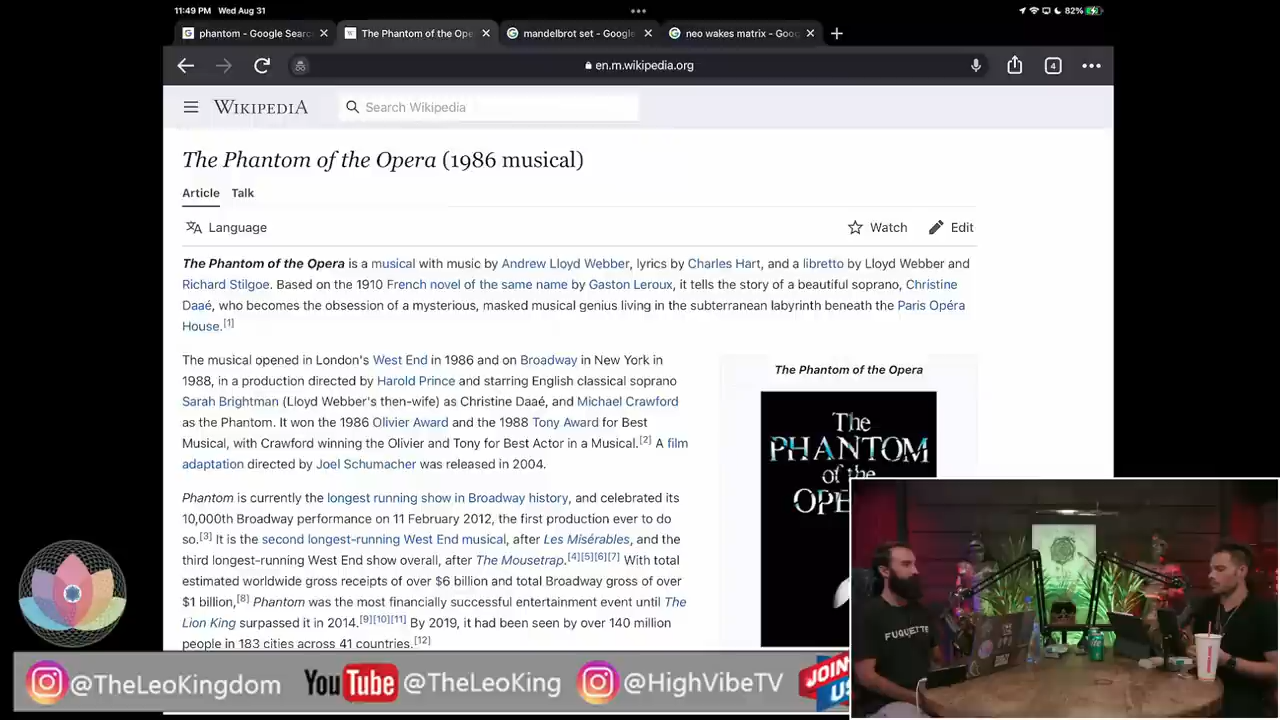 11:49 PM Wed Aug 31
82%
phantom - Google Searc
The Phantom of the Ope
mandelbrot set - Google
neo wakes matrix - Goog
en.m.wikipedia.org
4
WIKIPEDIA
Search Wikipedia
The Phantom of the Opera (1986 musical)
Article Talk
Language
Watch Edit
The Phantom of the Opera is a musical with music by Andrew Lloyd Webber, lyrics by Charles Hart, and a libretto by Lloyd Webber and
Richard Stilgoe. Based on the 1910 French novel of the same name by Gaston Leroux, it tells the story of a beautiful soprano, Christine
Daaé, who becomes the obsession of a mysterious, masked musical genius living in the subterranean labyrinth beneath the Paris Opéra
House.[1]
The musical opened in London's West End in 1986 and on Broadway in New York in
1988, in a production directed by Harold Prince and starring English classical soprano
Sarah Brightman (Lloyd Webber's then-wife) as Christine Daaé, and Michael Crawford
as the Phantom. It won the 1986 Olivier Award and the 1988 Tony Award for Best
Musical, with Crawford winning the Olivier and Tony for Best Actor in a Musical.[2] A film
adaptation directed by Joel Schumacher was released in 2004.
Phantom is currently the longest running show in Broadway history, and celebrated its
10,000th Broadway performance on 11 February 2012, the first production ever to do
so.[3] It is the second longest-running West End musical, after Les Misérables, and the
third longest-running West End show overall, after The Mousetrap.[4][5][6][7] With total
estimated worldwide gross receipts of over $6 billion and total Broadway gross of over
$1 billion,[8] Phantom was the most financially successful entertainment event until The
Lion King surpassed it in 2014.[9][10][11] By 2019, it had been seen by over 140 million
people in 183 cities across 41 countries.[12]
The Phantom of the Opera
The
PHANTOM
of the
OPE
FUQUETTE
@TheLeoKingdom YouTube @TheLeoKing @HighVibeTV JOIN
US